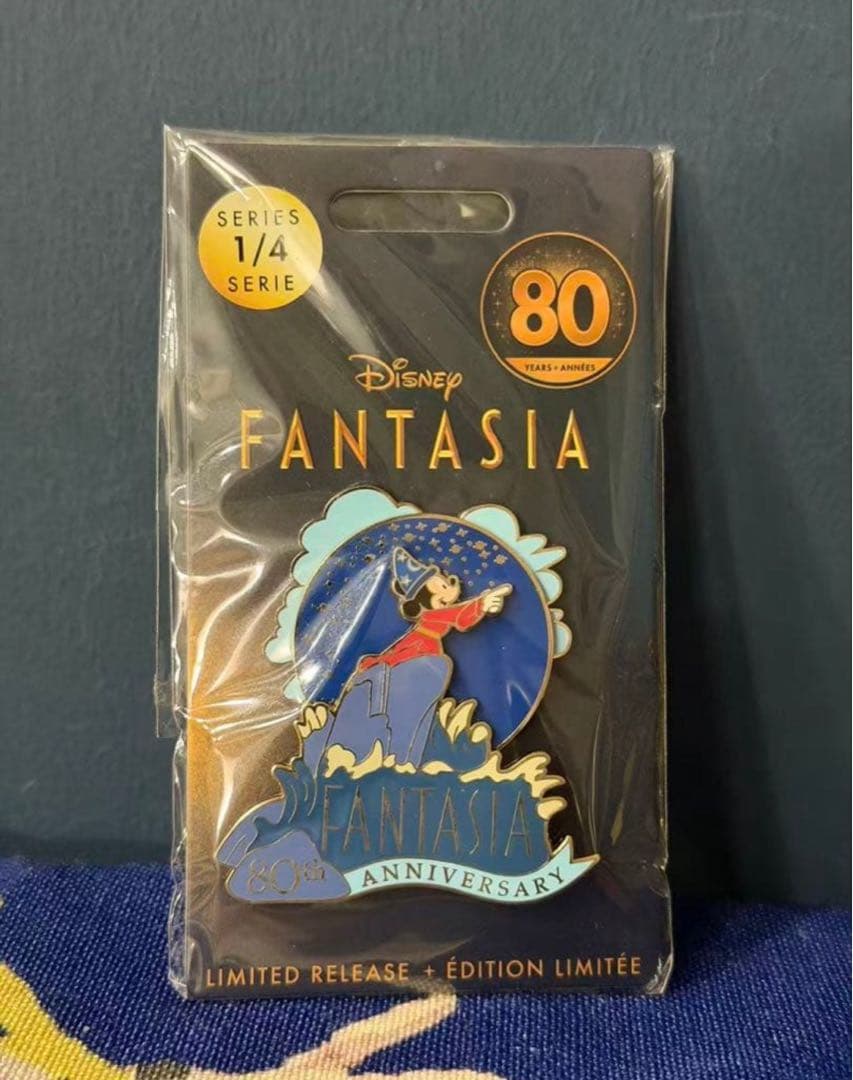 SERIES
1/4
SERIE
80
YEARS + ANNÉES
Disney
FANTASIA
FANTASIA
80th
ANNIVERSARY
LIMITED RELEASE + ÉDITION LIMITÉE